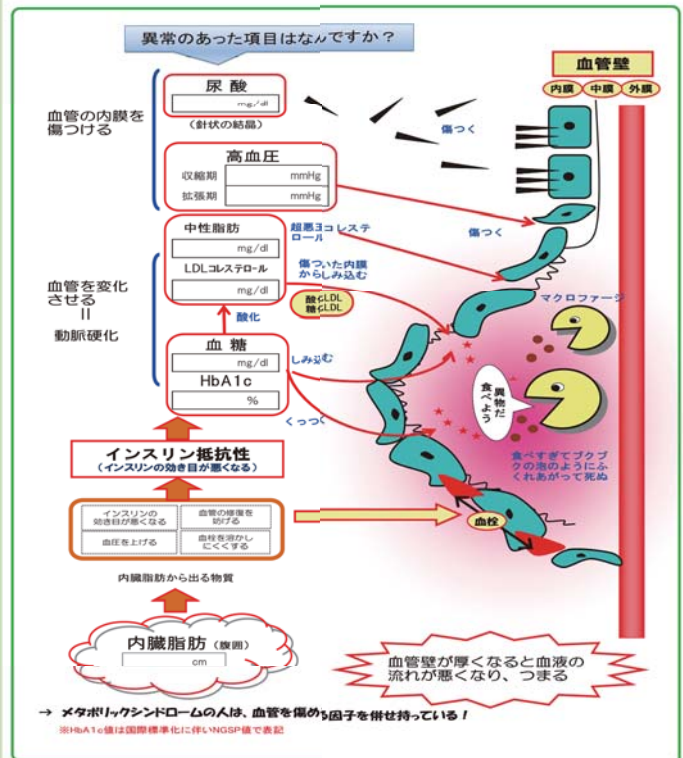 異常のあった項目はなんですか？
血管壁
内膜 中膜 外膜
尿酸
mg/dl
(針状の結晶)
血管の内膜を
傷つける
傷つく
高血圧
収縮期 mmHg
拡張期 mmHg
中性脂肪
mg/dl
LDLコレステロール
mg/dl
超悪玉コレステ
ロール
傷つく
傷ついた内膜
からしみ込む
酸化LDL
糖化LDL
血管を変化
させる
||
動脈硬化
酸化
マクロファージ
血糖
mg/dl
HbA1c
%
しみ込む
くっつく
異物だ
食べよう
食べすぎてブクブ
クの泡のようにふ
くれあがって死ぬ
インスリン抵抗性
(インスリンの効き目が悪くなる)
インスリンの
効き目が悪くなる
血管の修復を
妨げる
血圧を上げる
血栓を溶かし
にくくする
血栓
内臓脂肪から出る物質
内臓脂肪 (腹囲)
cm
血管壁が厚くなると血液の
流れが悪くなり、つまる
→ メタボリックシンドロームの人は、血管を傷める因子を併せ持っている！
※HbA1c値は国際標準化に伴いNGSP値で表記